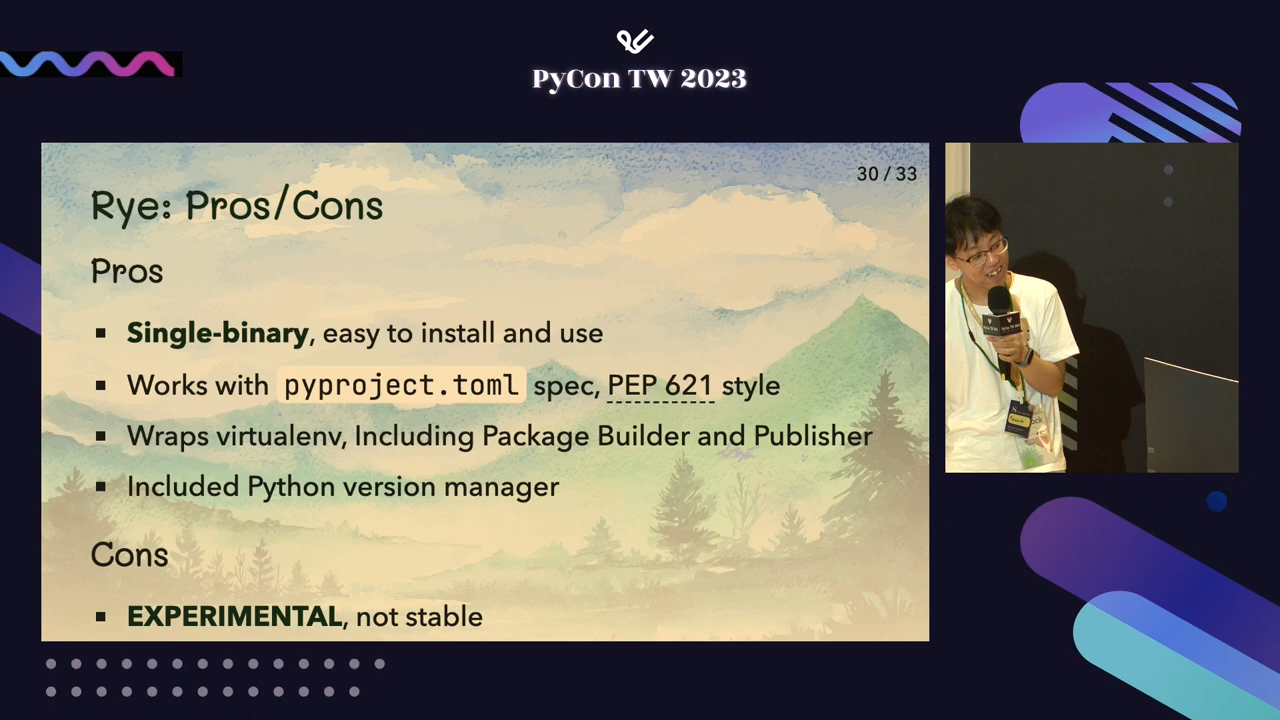 PyCon TW 2023
30 / 33
Rye: Pros/Cons
Pros
▪ Single-binary, easy to install and use
▪ Works with pyproject.toml spec, PEP 621 style
▪ Wraps virtualenv, Including Package Builder and Publisher
▪ Included Python version manager
Cons
▪ EXPERIMENTAL, not stable